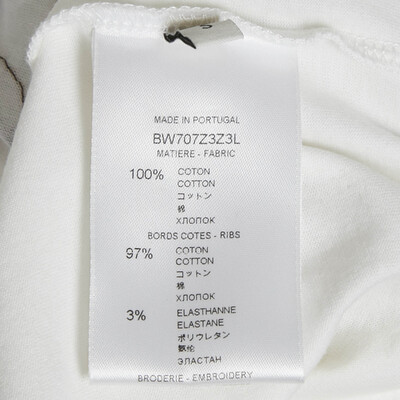 MADE IN PORTUGAL
BW707Z3Z3L
MATIERE - FABRIC
100% COTON
COTTON
コットン
棉
ХЛОПОК
BORDS COTES - RIBS
97% COTON
COTTON
コットン
棉
ХЛОПОК
3% ELASTHANNE
ELASTANE
ポリウレタン
氨纶
ЭЛАСТАН
BRODERIE - EMBROIDERY